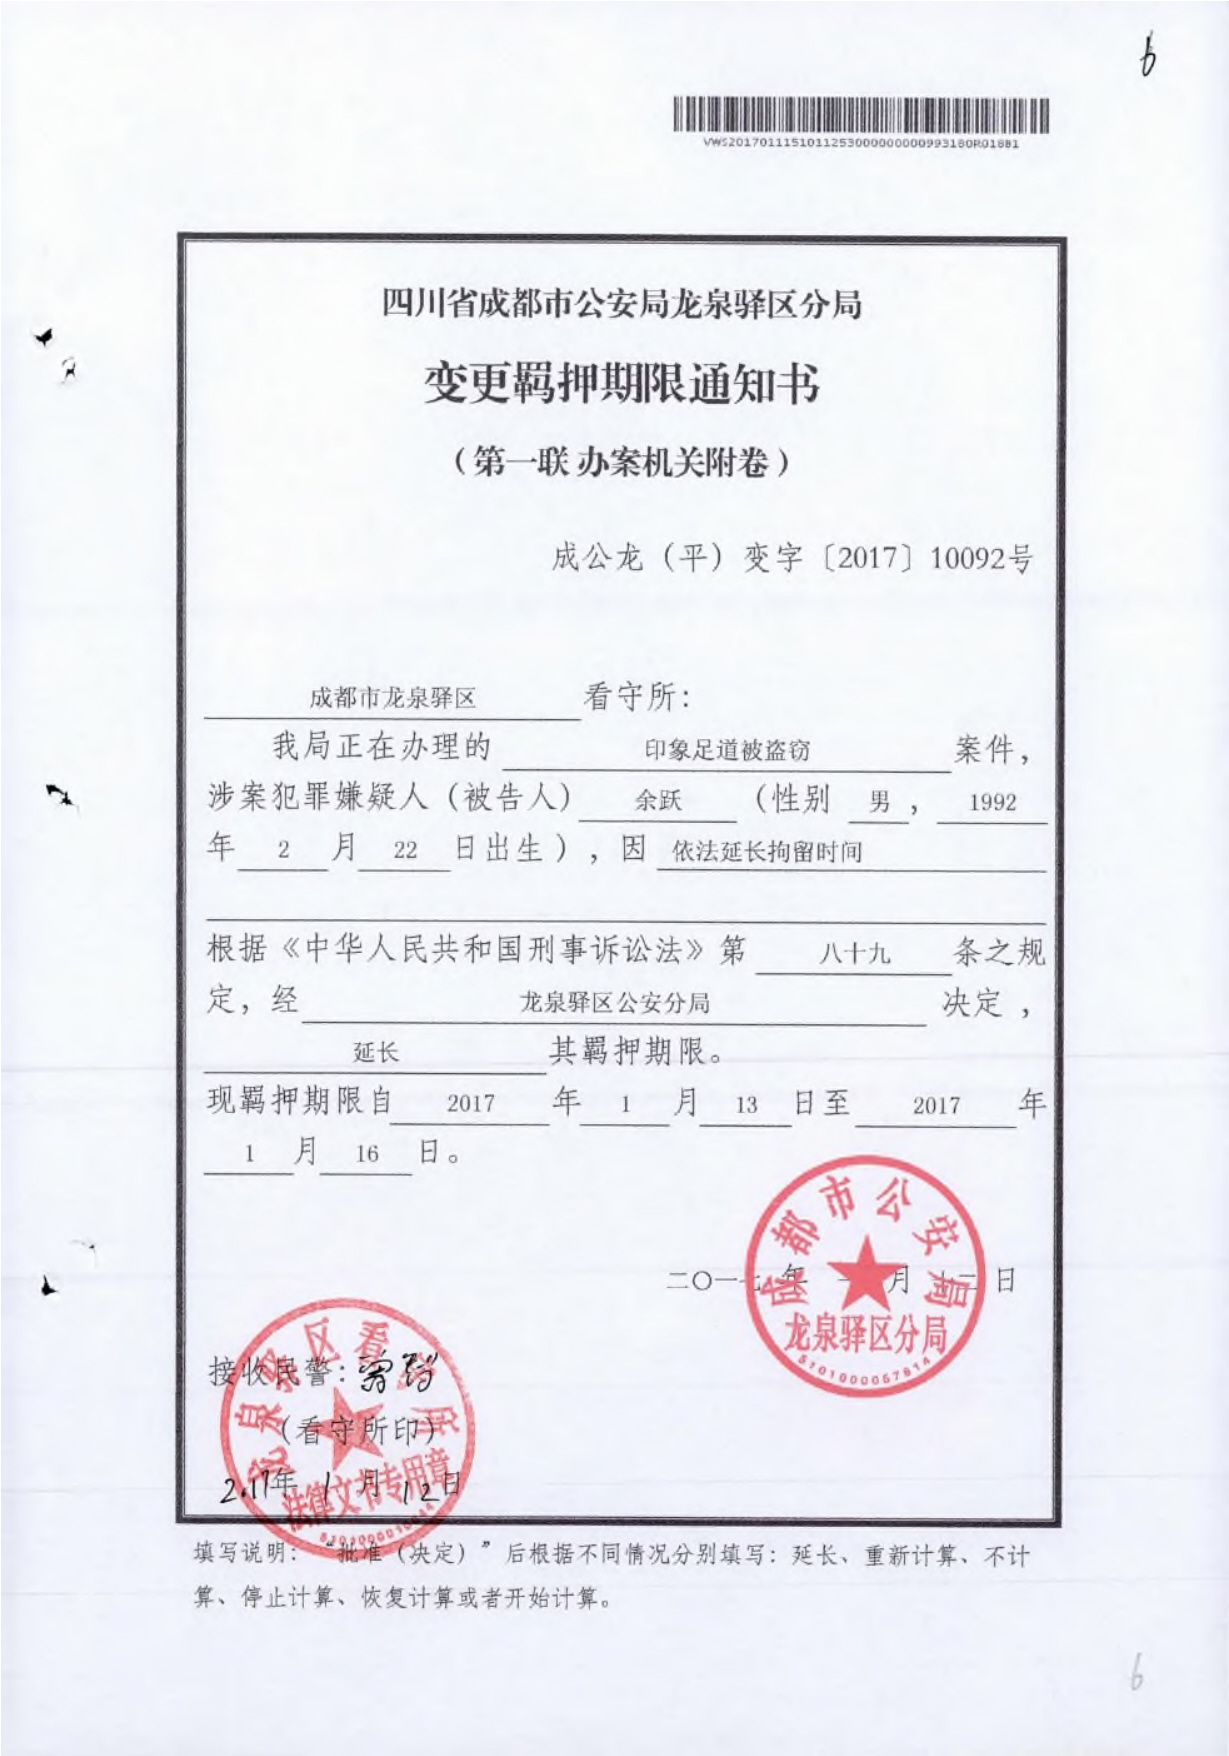 6
VWS20170111510112530000000000993180R01881
四川省成都市公安局龙泉驿区分局
变更羁押期限通知书
（第一联 办案机关附卷）
成公龙（平）变字〔2017〕10092号
成都市龙泉驿区 看守所：
我局正在办理的 印象足道被盗窃 案件，
涉案犯罪嫌疑人（被告人） 余跃 （性别 男 ， 1992
年 2 月 22 日出生），因 依法延长拘留时间
根据《中华人民共和国刑事诉讼法》第 八十九 条之规
定，经 龙泉驿区公安分局 决定，
延长 其羁押期限。
现羁押期限自 2017 年 1 月 13 日至 2017 年
1 月 16 日。
成都市公安局
二〇一七年一月十二日
龙泉驿区分局
5101000057814
龙泉驿区看守所
接收民警：
（看守所印）
2017年1月12日
法律文书专用章
填写说明：“批准（决定）”后根据不同情况分别填写：延长、重新计算、不计
算、停止计算、恢复计算或者开始计算。
6